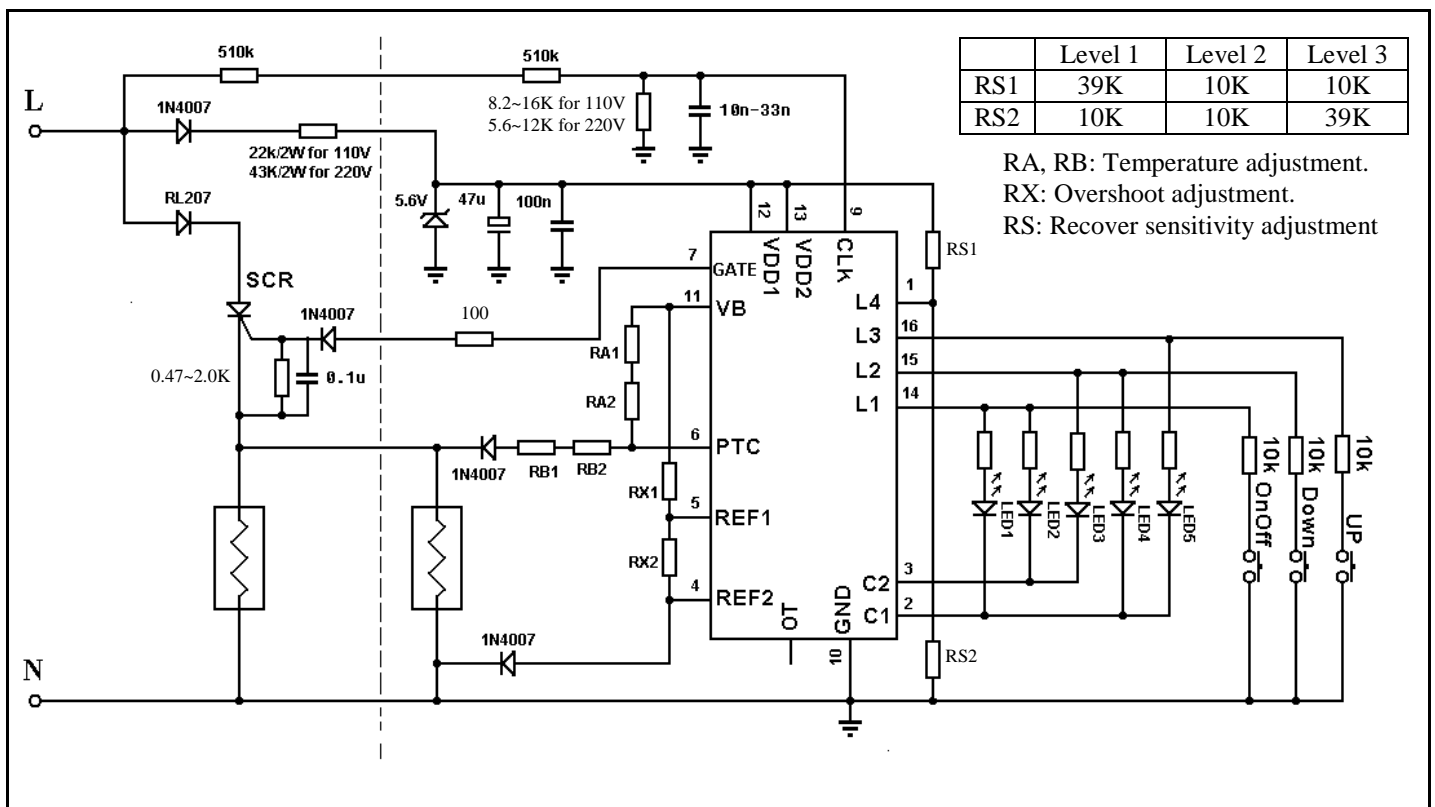 510k
510k
L
1N4007
8.2~16K for 110V
5.6~12K for 220V
10n-33n
22k/2W for 110V
43K/2W for 220V
Level 1 Level 2 Level 3
RS1 39K 10K 10K
RS2 10K 10K 39K
RA, RB: Temperature adjustment.
RX: Overshoot adjustment.
RS: Recover sensitivity adjustment
RL207
5.6V
47u
100n
12
13
9
VDD1
VDD2
CLK
RS1
SCR
7
GATE
1
L4
1N4007
100
11
VB
16
L3
0.47~2.0K
0.1u
RA1
15
L2
RA2
14
L1
6
PTC
1N4007
RB1
RB2
RX1
5
REF1
RX2
4
REF2
LED1
LED2
LED3
LED4
LED5
10k
OnOff
10k
Down
10k
UP
3
C2
2
C1
OT
GND
10
1N4007
RS2
N